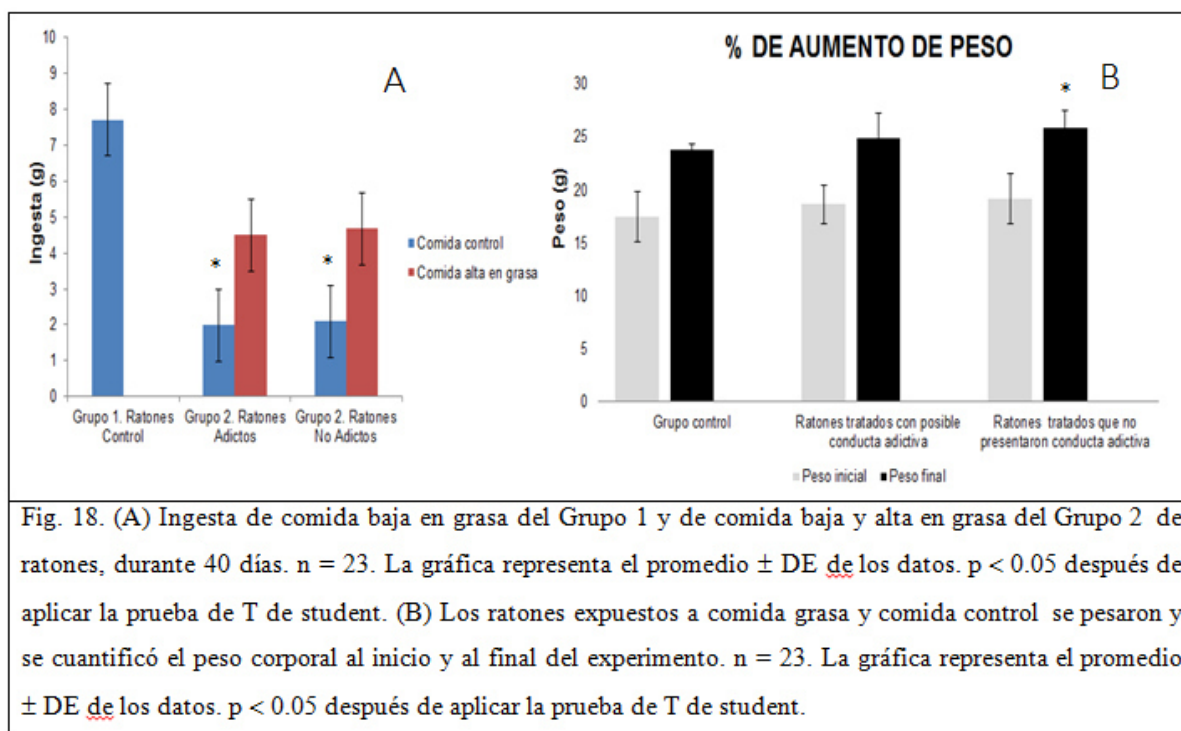 A
10
9
8
7
6
5
4
3
2
1
0
Ingesta (g)
*
*
Grupo 1. Ratones
Control
Grupo 2. Ratones
Adictos
Grupo 2. Ratones
No Adictos
Comida control
Comida alta en grasa
% DE AUMENTO DE PESO
B
30
25
20
15
10
5
0
Peso (g)
*
Grupo control
Ratones tratados con posible
conducta adictiva
Ratones tratados que no
presentaron conducta adictiva
Peso inicial
Peso final
Fig. 18. (A) Ingesta de comida baja en grasa del Grupo 1 y de comida baja y alta en grasa del Grupo 2 de
ratones, durante 40 días. n = 23. La gráfica representa el promedio ± DE de los datos. p < 0.05 después de
aplicar la prueba de T de student. (B) Los ratones expuestos a comida grasa y comida control se pesaron y
se cuantificó el peso corporal al inicio y al final del experimento. n = 23. La gráfica representa el promedio
± DE de los datos. p < 0.05 después de aplicar la prueba de T de student.